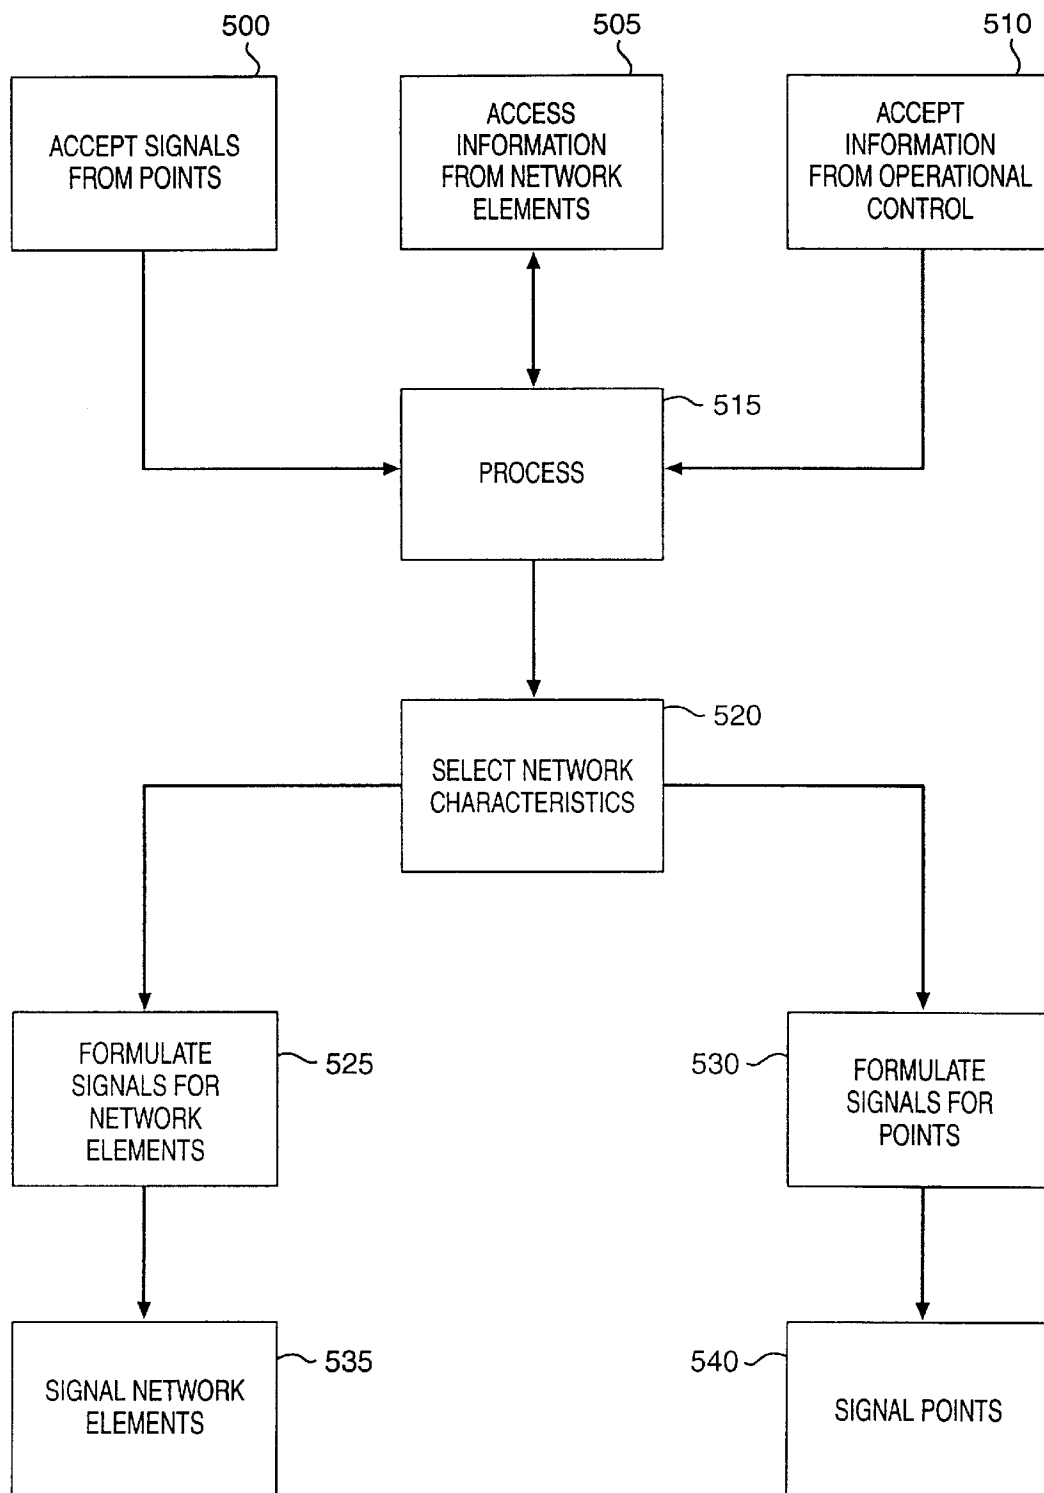 500
505
510
ACCEPT SIGNALS
FROM POINTS
ACCESS
INFORMATION
FROM NETWORK
ELEMENTS
ACCEPT
INFORMATION
FROM OPERATIONAL
CONTROL
515
PROCESS
520
SELECT NETWORK
CHARACTERISTICS
FORMULATE
SIGNALS FOR
NETWORK
ELEMENTS
525
530
FORMULATE
SIGNALS FOR
POINTS
SIGNAL NETWORK
ELEMENTS
535
540
SIGNAL POINTS